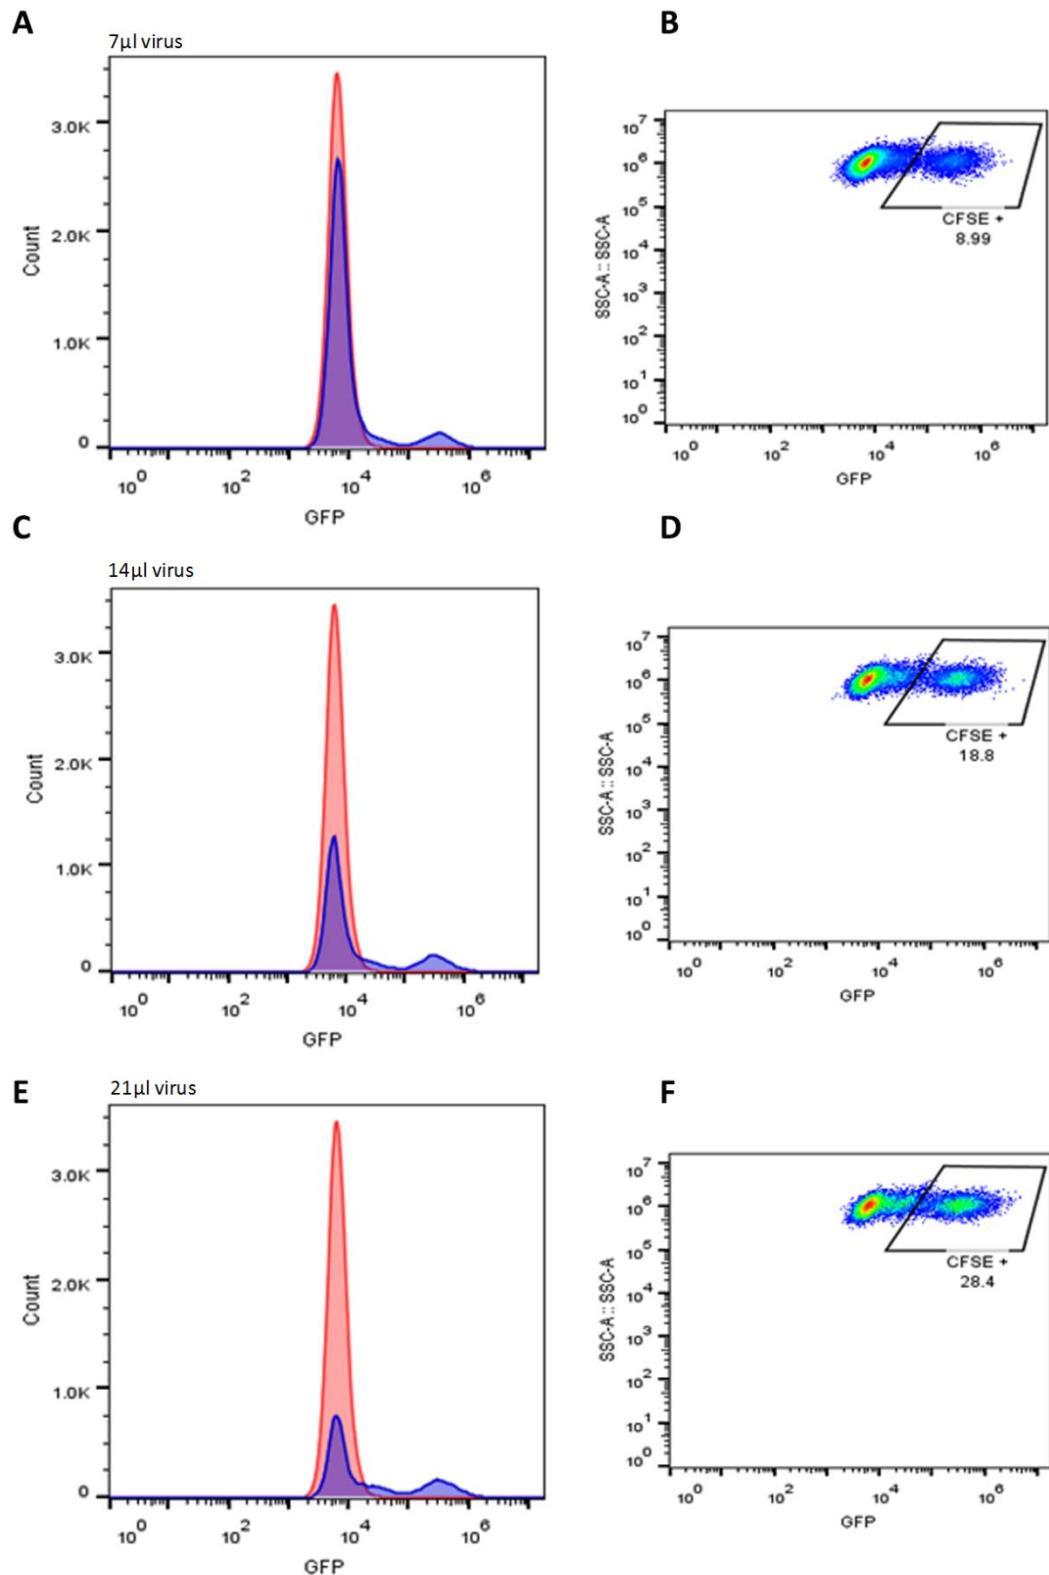 A
7µl virus
3.0K
2.0K
1.0K
0
Count
10^0 10^2 10^4 10^6
GFP
B
10^7
10^6
10^5
10^4
10^3
10^2
10^1
10^0
SSC-A :: SSC-A
CFSE +
8.99
10^0 10^2 10^4 10^6
GFP
C
14µl virus
3.0K
2.0K
1.0K
0
Count
10^0 10^2 10^4 10^6
GFP
D
10^7
10^6
10^5
10^4
10^3
10^2
10^1
10^0
SSC-A :: SSC-A
CFSE +
18.8
10^0 10^2 10^4 10^6
GFP
E
21µl virus
3.0K
2.0K
1.0K
0
Count
10^0 10^2 10^4 10^6
GFP
F
10^7
10^6
10^5
10^4
10^3
10^2
10^1
10^0
SSC-A :: SSC-A
CFSE +
28.4
10^0 10^2 10^4 10^6
GFP